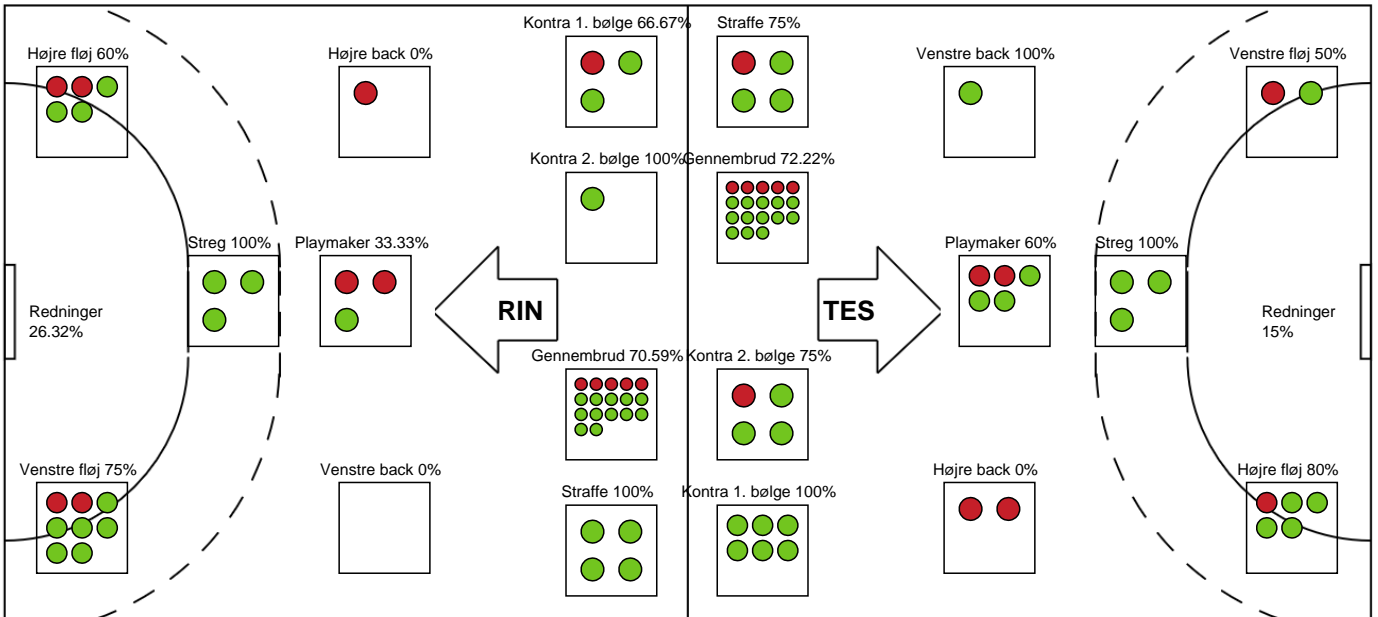 Kontra 1. bølge 66.67%
Straffe 75%
Højre fløj 60%
Højre back 0%
Venstre back 100%
Venstre fløj 50%
Kontra 2. bølge 100%
Gennembrud 72.22%
Streg 100%
Playmaker 33.33%
Playmaker 60%
Streg 100%
Redninger
26.32%
RIN
TES
Redninger
15%
Gennembrud 70.59%
Kontra 2. bølge 75%
Venstre fløj 75%
Venstre back 0%
Højre back 0%
Højre fløj 80%
Straffe 100%
Kontra 1. bølge 100%